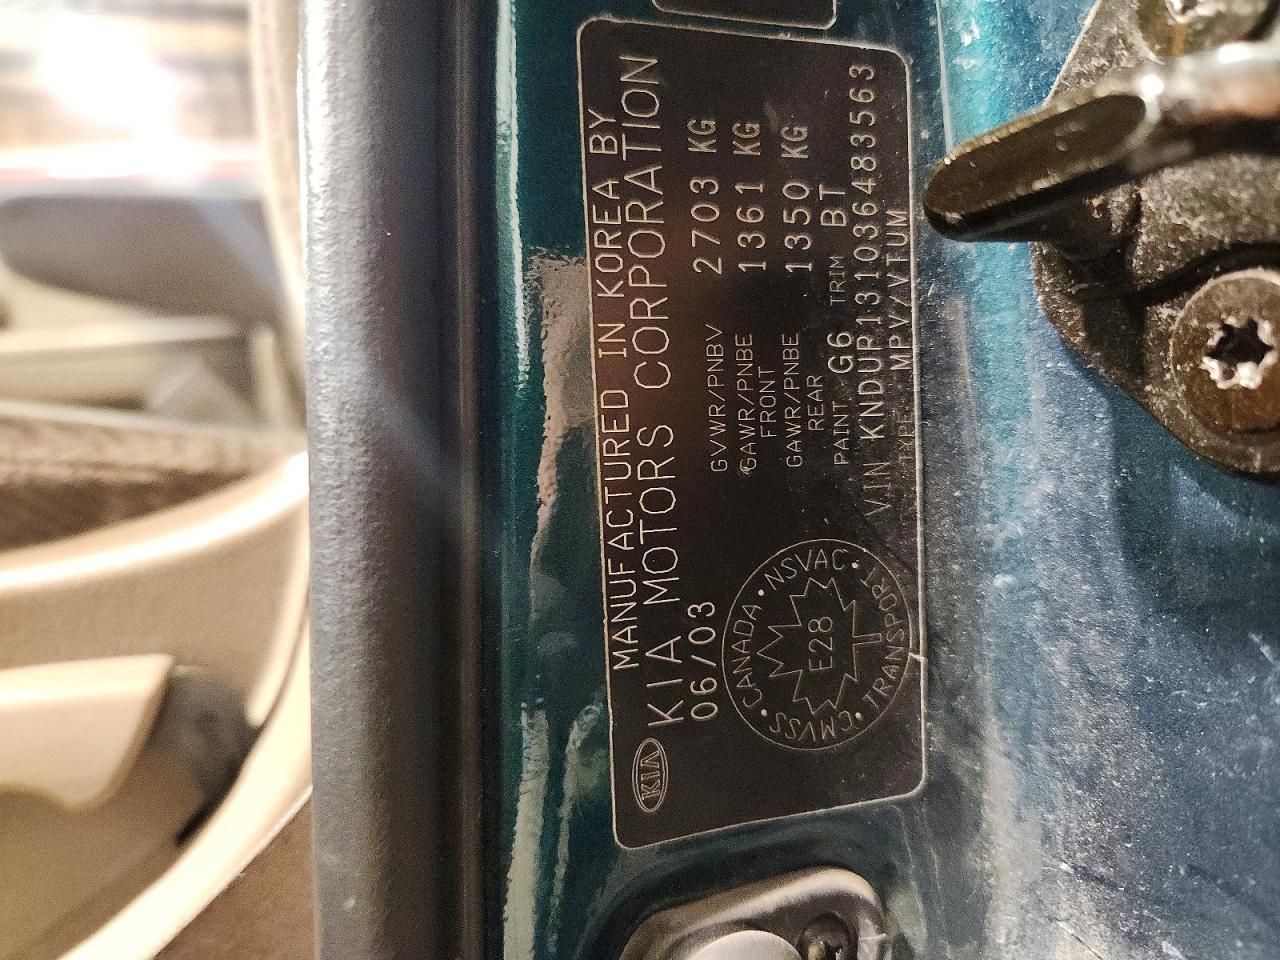 KIA
MANUFACTURED IN KOREA BY
KIA MOTORS CORPORATION
06/03
GVWR/PNBV 2703 KG
GAWR/PNBE 1361 KG
FRONT
GAWR/PNBE 1350 KG
REAR
PAINT G6 TRIM BT
VIN KNDUP131036483563
TYPE MPV/VTUM
CANADA • NSVAC • TRANSPORT • CMVSS •
E28